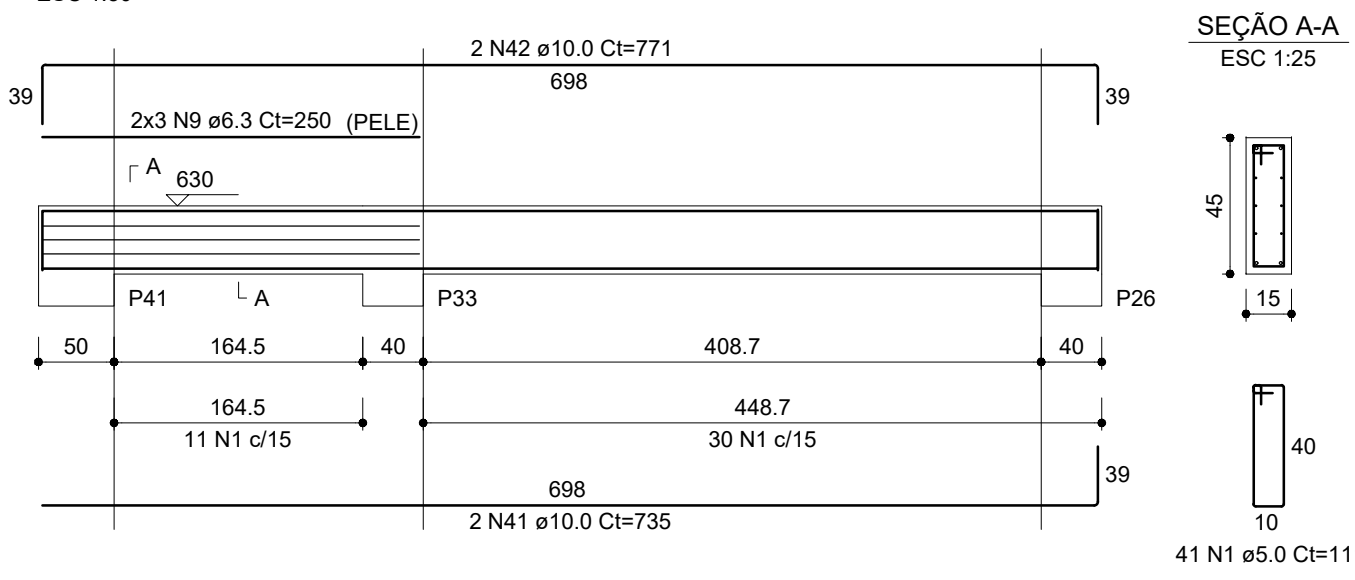 SEÇÃO A-A
ESC 1:25
2 N42 ø10.0 Ct=771
698
39
39
2x3 N9 ø6.3 Ct=250 (PELE)
A
630
45
P41
A
P33
P26
15
50
164.5
40
408.7
40
164.5
448.7
11 N1 c/15
30 N1 c/15
39
40
698
2 N41 ø10.0 Ct=735
10
41 N1 ø5.0 Ct=11